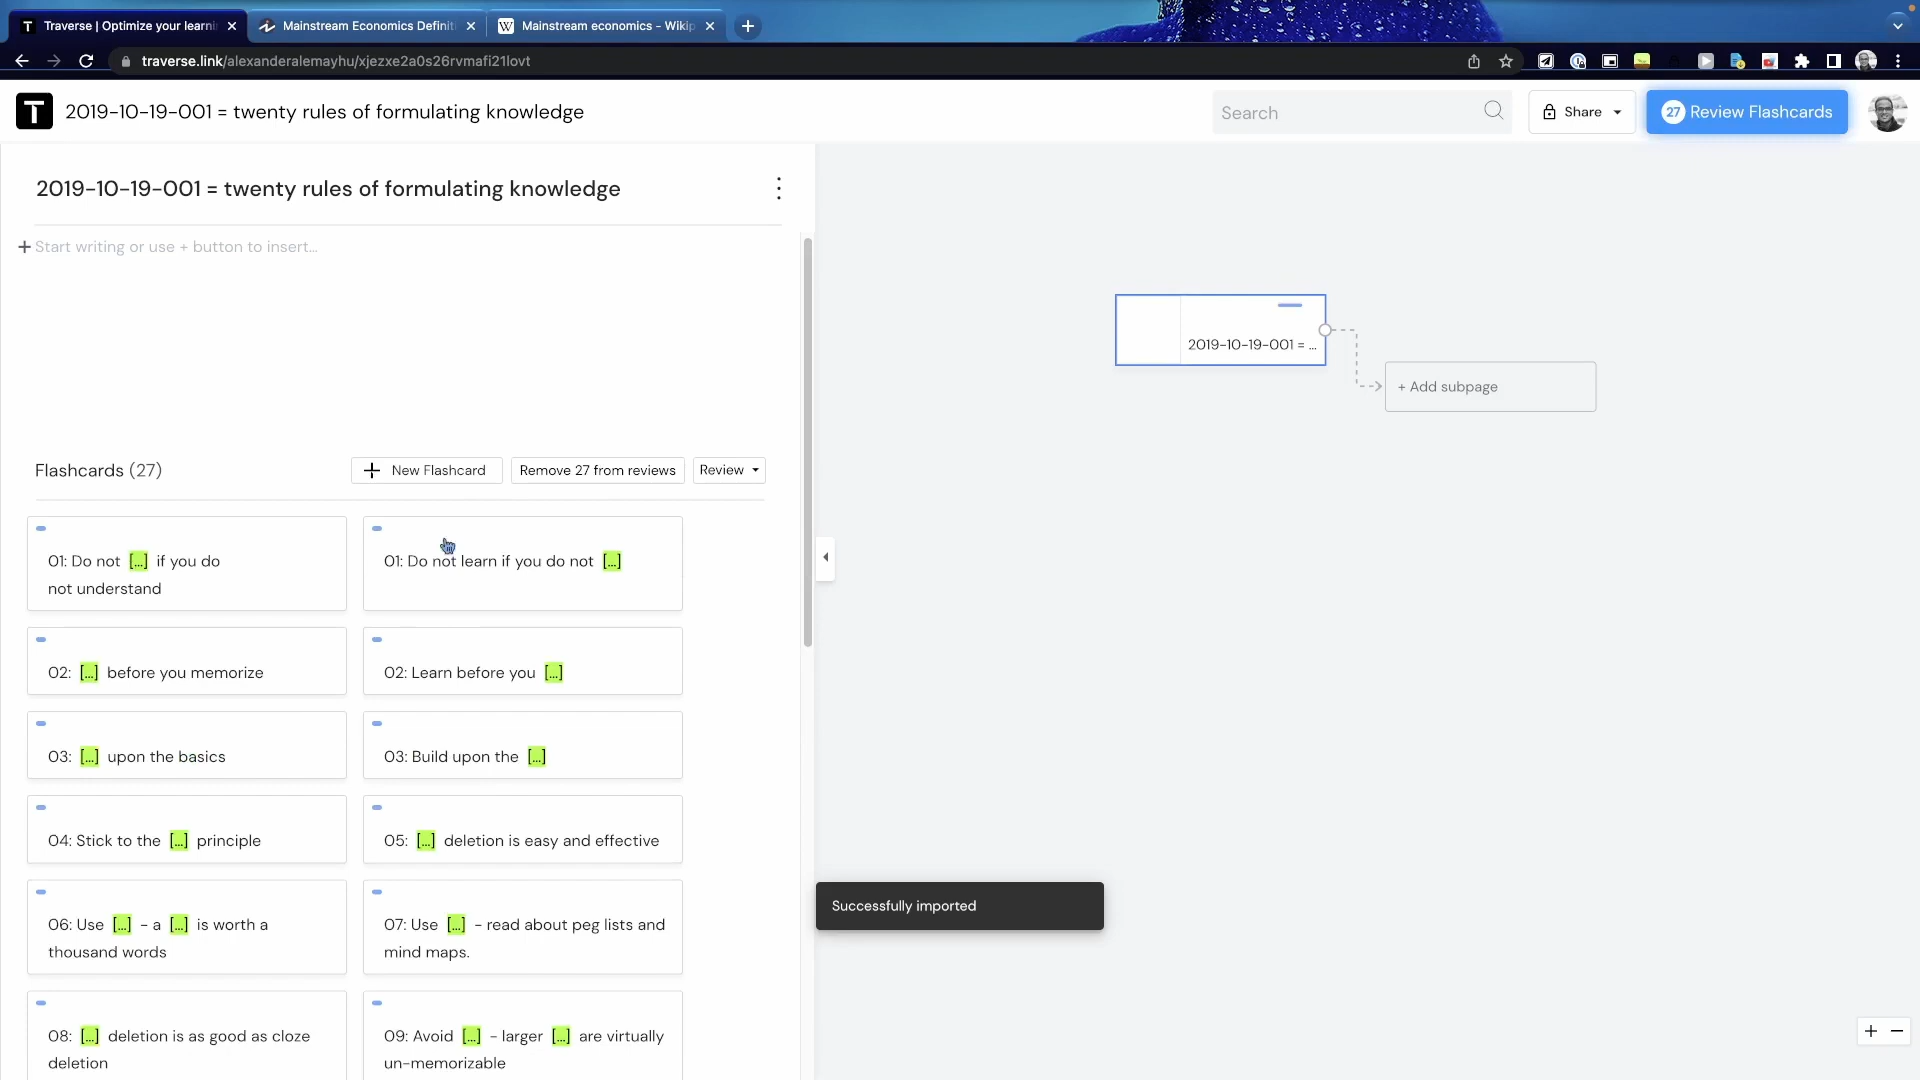 Traverse | Optimize your learni
Mainstream Economics Definiti
W Mainstream economics - Wikip
traverse.link/alexanderalemayhu/xjezxe2a0s26rvmafi21lovt
T 2019-10-19-001 = twenty rules of formulating knowledge
Search
Share
27 Review Flashcards
2019-10-19-001 = twenty rules of formulating knowledge
+ Start writing or use + button to insert...
Flashcards (27)
+ New Flashcard
Remove 27 from reviews
Review
01: Do not [...] if you do
not understand
01: Do not learn if you do not [...]
02: [...] before you memorize
02: Learn before you [...]
03: [...] upon the basics
03: Build upon the [...]
04: Stick to the [...] principle
05: [...] deletion is easy and effective
06: Use [...] - a [...] is worth a
thousand words
07: Use [...] - read about peg lists and
mind maps.
08: [...] deletion is as good as cloze
deletion
09: Avoid [...] - larger [...] are virtually
un-memorizable
2019-10-19-001 = ...
+ Add subpage
Successfully imported
+ −